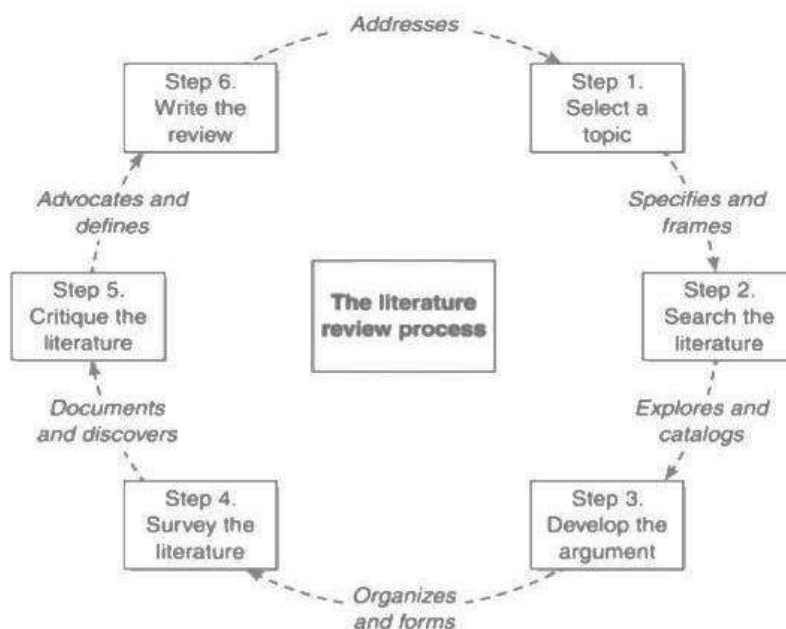 Addresses
Step 6.
Write the
review
Step 1.
Select a
topic
Advocates and
defines
Specifies and
frames
The literature
review process
Step 5.
Critique the
literature
Step 2.
Search the
literature
Documents
and discovers
Explores and
catalogs
Step 4.
Survey the
literature
Step 3.
Develop the
argument
Organizes
and forms